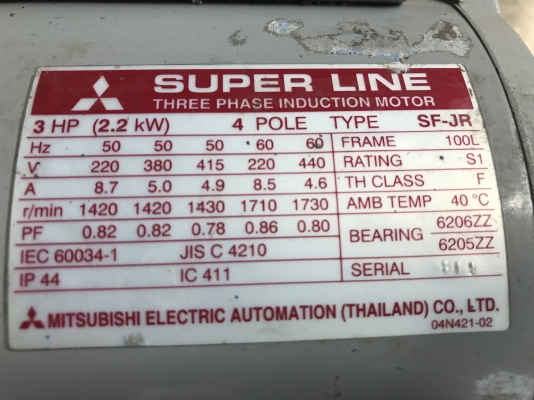 SUPER LINE
THREE PHASE INDUCTION MOTOR
3 HP (2.2 kW) 4 POLE TYPE SF-JR
Hz 50 50 50 60 60 FRAME 100L
V 220 380 415 220 440 RATING S1
A 8.7 5.0 4.9 8.5 4.6 TH CLASS F
r/min 1420 1420 1430 1710 1730 AMB TEMP 40 °C
PF 0.82 0.82 0.78 0.86 0.80 BEARING 6206ZZ
6205ZZ
IEC 60034-1 JIS C 4210
IP 44 IC 411 SERIAL
MITSUBISHI ELECTRIC AUTOMATION (THAILAND) CO., LTD.
04N421-02